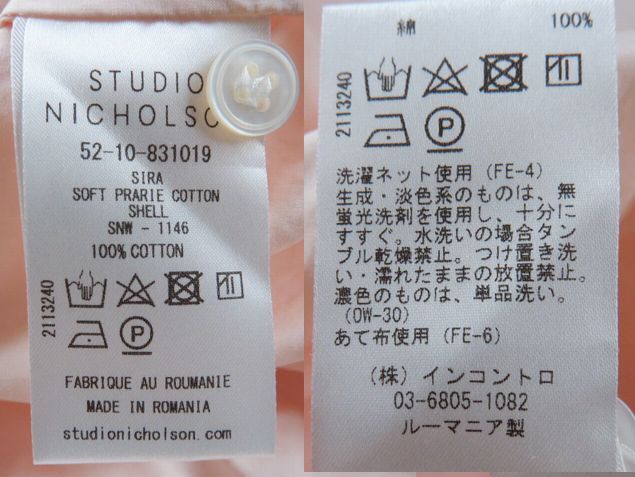 STUDIO
NICHOLSO
52-10-831019
SIRA
SOFT PRARIE COTTON
SHELL
SNW - 1146
100% COTTON
2113240
P
FABRIQUE AU ROUMANIE
MADE IN ROMANIA
studionicholson.com
綿 100%
2113240
P
洗濯ネット使用 (FE-4)
生成・淡色系のものは、無
蛍光洗剤を使用し、十分に
すすぐ。水洗いの場合タン
ブル乾燥禁止。つけ置き洗
い・濡れたままの放置禁止。
濃色のものは、単品洗い。
(OW-30)
あて布使用 (FE-6)
(株) インコントロ
03-6805-1082
ルーマニア製